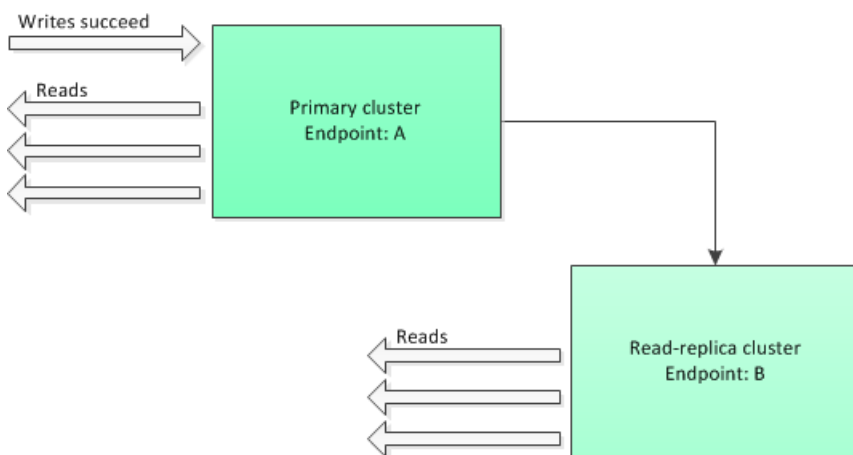 Writes succeed
Reads
Primary cluster
Endpoint: A
Reads
Read-replica cluster
Endpoint: B